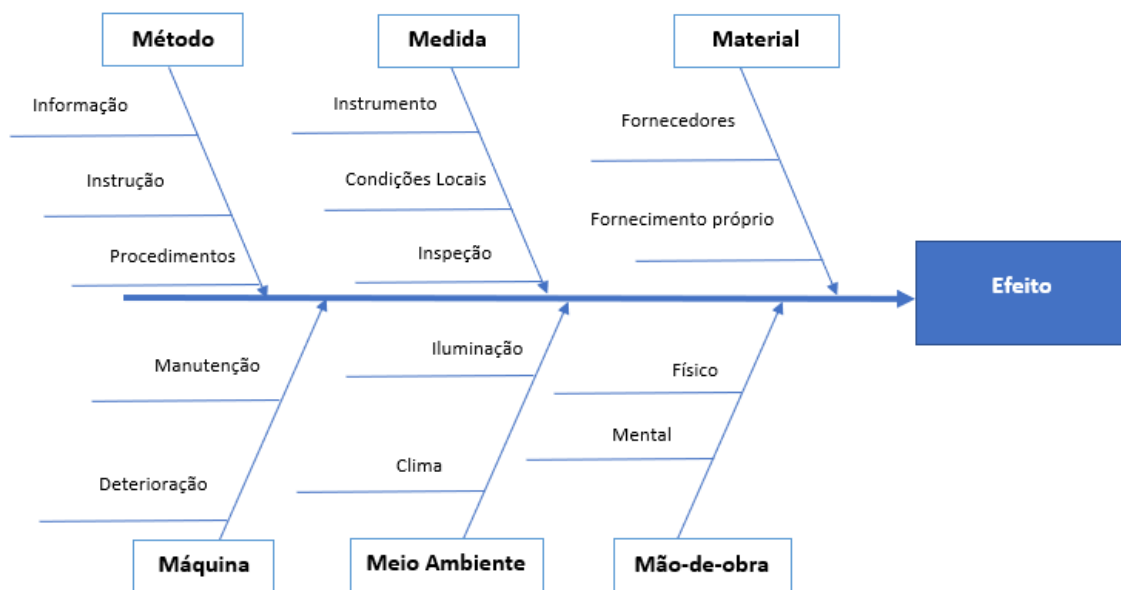 Método
Medida
Material
Informação
Instrumento
Fornecedores
Instrução
Condições Locais
Fornecimento próprio
Procedimentos
Inspeção
Efeito
Manutenção
Iluminação
Físico
Mental
Deterioração
Clima
Máquina
Meio Ambiente
Mão-de-obra